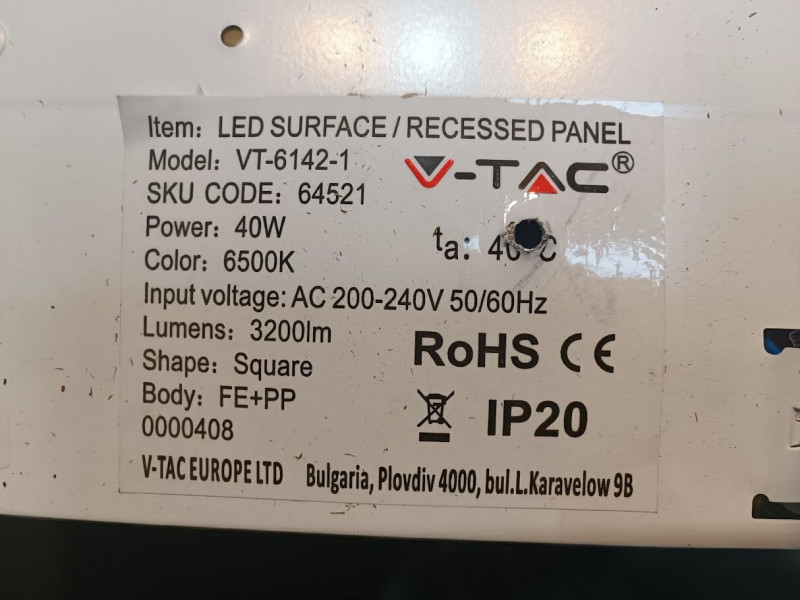 Item: LED SURFACE / RECESSED PANEL
Model: VT-6142-1
V-TAC®
SKU CODE: 64521
Power: 40W
ta:
Color: 6500K
Input voltage: AC 200-240V 50/60Hz
Lumens: 3200lm
RoHS CE
Shape: Square
Body: FE+PP
IP20
0000408
V-TAC EUROPE LTD Bulgaria, Plovdiv 4000, bul.L.Karavelow 9B